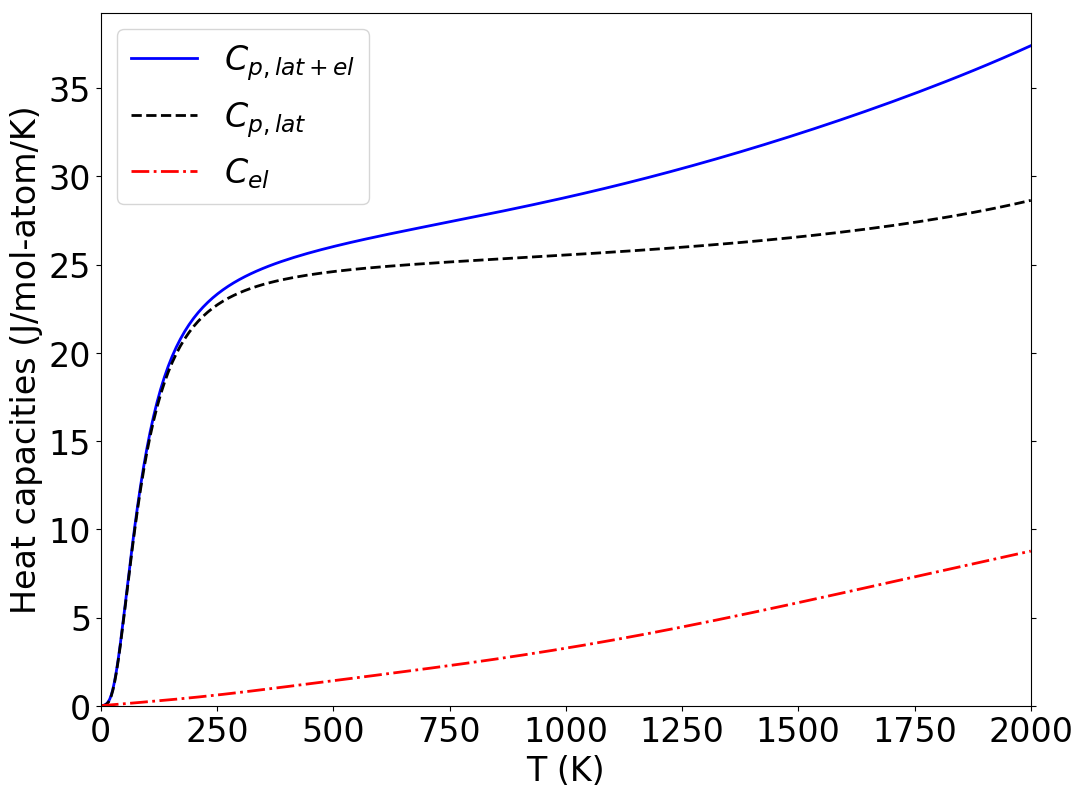 Heat capacities (J/mol-atom/K)
35
30
25
20
15
10
5
0
C_{p, lat+el}
C_{p, lat}
C_{el}
0 250 500 750 1000 1250 1500 1750 2000
T (K)